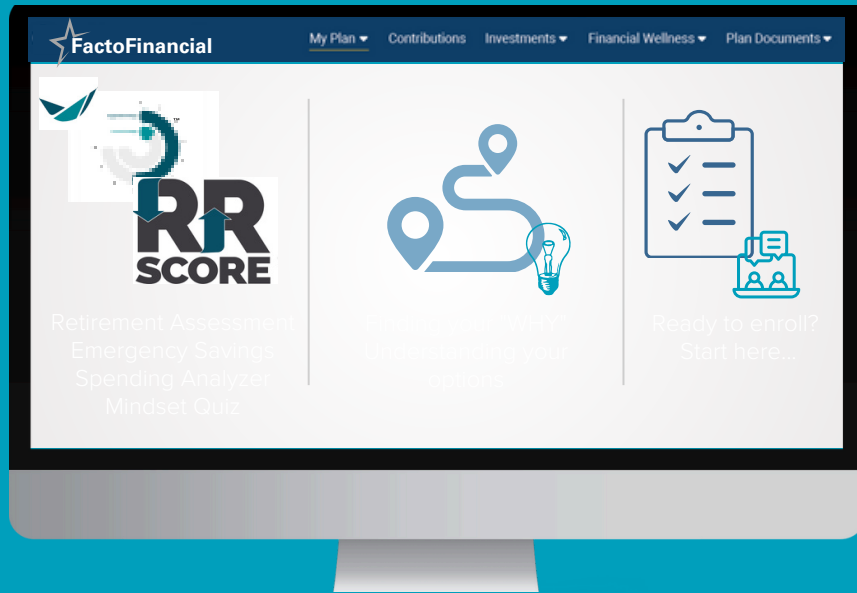 FactoFinancial
My Plan
Contributions
Investments
Financial Wellness
Plan Documents
™
RR
SCORE
Retirement Assessment
Emergency Savings
Spending Analyzer
Mindset Quiz
Understanding your
options
Ready to enroll?
Start here...